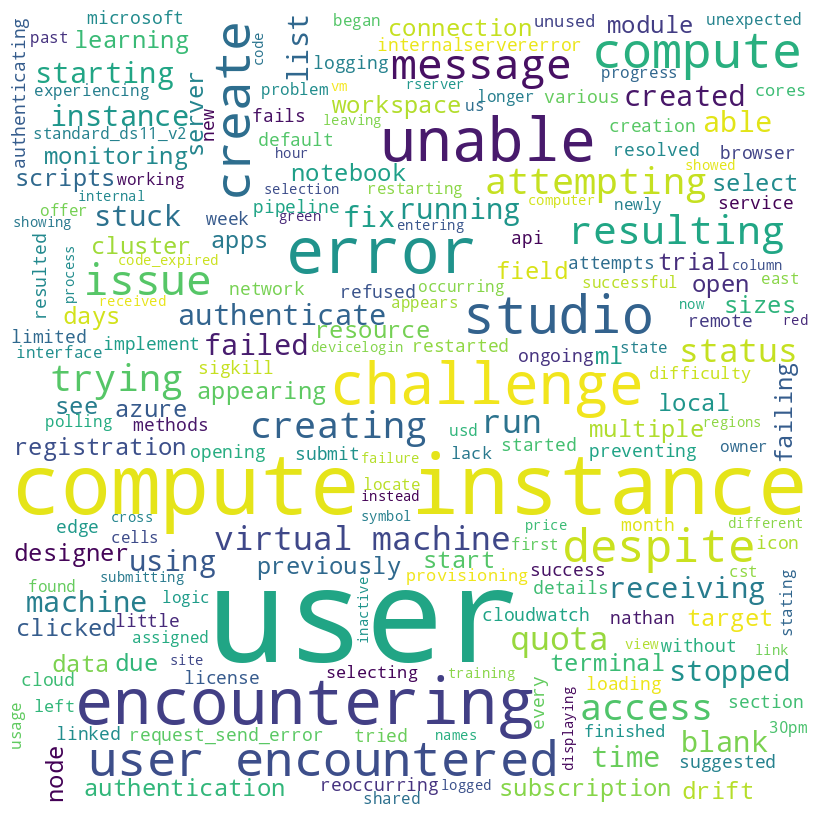 microsoft
past
learning
authenticating
starting
experiencing
instance
standard_ds11_v2
monitoring
scripts
working
internal
offer
showing
stuck
server
new
create
code
list
fails
vm
leaving
default
hour
problem
logging
connection
internalservererror
message
rserver
longer
workspace
us
unused
various
module
unexpected
compute
progress
created
cores
creation
able
unable
resolved
browser
showed
notebook
restarting
selection
attempting
computer
newly
select
service
week
pipeline
green
fix
running
entering
api
resulting
trial
column
apps
cluster
code_expired
issue
error
attempts
open
process
resulted
received
network
refused
occurring
appears
field
successful
now
east
sizes
days
limited
authenticate
resource
studio
remote
red
interface
implement
failed
devicelogin
restarted
ongoing
ml
state
status
sigkill
trying
appearing
challenge
difficulty
see
azure
local
polling
methods
creating
run
multiple
regions
failing
registration
opening
submit
usd
lack
started
preventing
owner
failure
locate
instead
compute instance
edge
cross
cells
symbol
designer
virtual machine
price
first
month
different
despite
icon
using
previously
start
submitting
success
cst
found
machine
logic
inactive
provisioning
details
receiving
stating
clicked
little
assigned
user
cloudwatch
nathan
target
quota
without
view
link
data
due
site
terminal
stopped
cloud
license
selecting
training
loading
left
encountering
every
displaying
access
section
usage
linked
request_send_error
tried
names
finished
blank
30pm
suggested
node
user encountered
time
authentication
reoccurring
logged
shared
subscription
drift